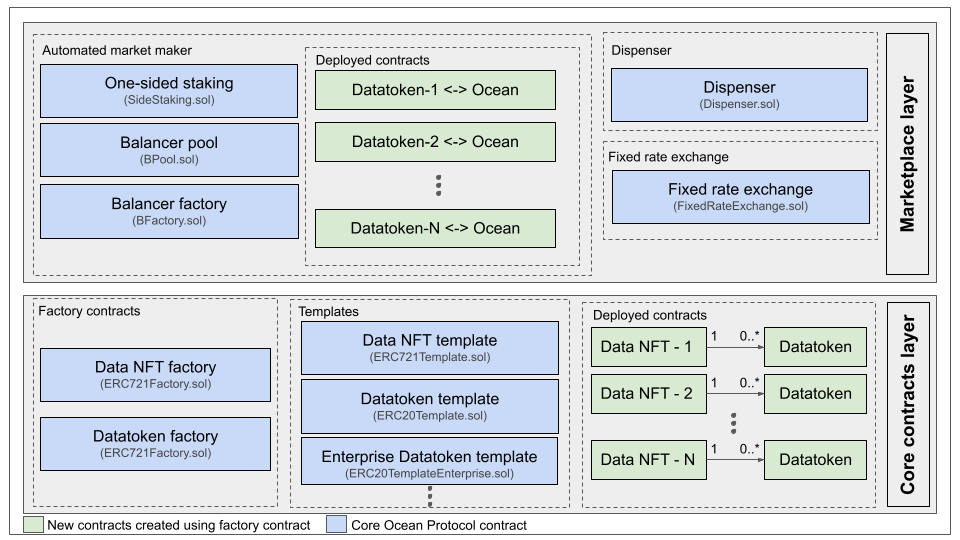 Automated market maker
One-sided staking
(SideStaking.sol)
Balancer pool
(BPool.sol)
Balancer factory
(BFactory.sol)
Deployed contracts
Datatoken-1 <-> Ocean
Datatoken-2 <-> Ocean
Datatoken-N <-> Ocean
Dispenser
Dispenser
(Dispenser.sol)
Fixed rate exchange
Fixed rate exchange
(FixedRateExchange.sol)
Marketplace layer
Factory contracts
Data NFT factory
(ERC721Factory.sol)
Datatoken factory
(ERC721Factory.sol)
Templates
Data NFT template
(ERC721Template.sol)
Datatoken template
(ERC20Template.sol)
Enterprise Datatoken template
(ERC20TemplateEnterprise.sol)
Deployed contracts
Data NFT - 1 1 0..* Datatoken
Data NFT - 2 1 0..* Datatoken
Data NFT - N 1 0..* Datatoken
Core contracts layer
New contracts created using factory contract
Core Ocean Protocol contract